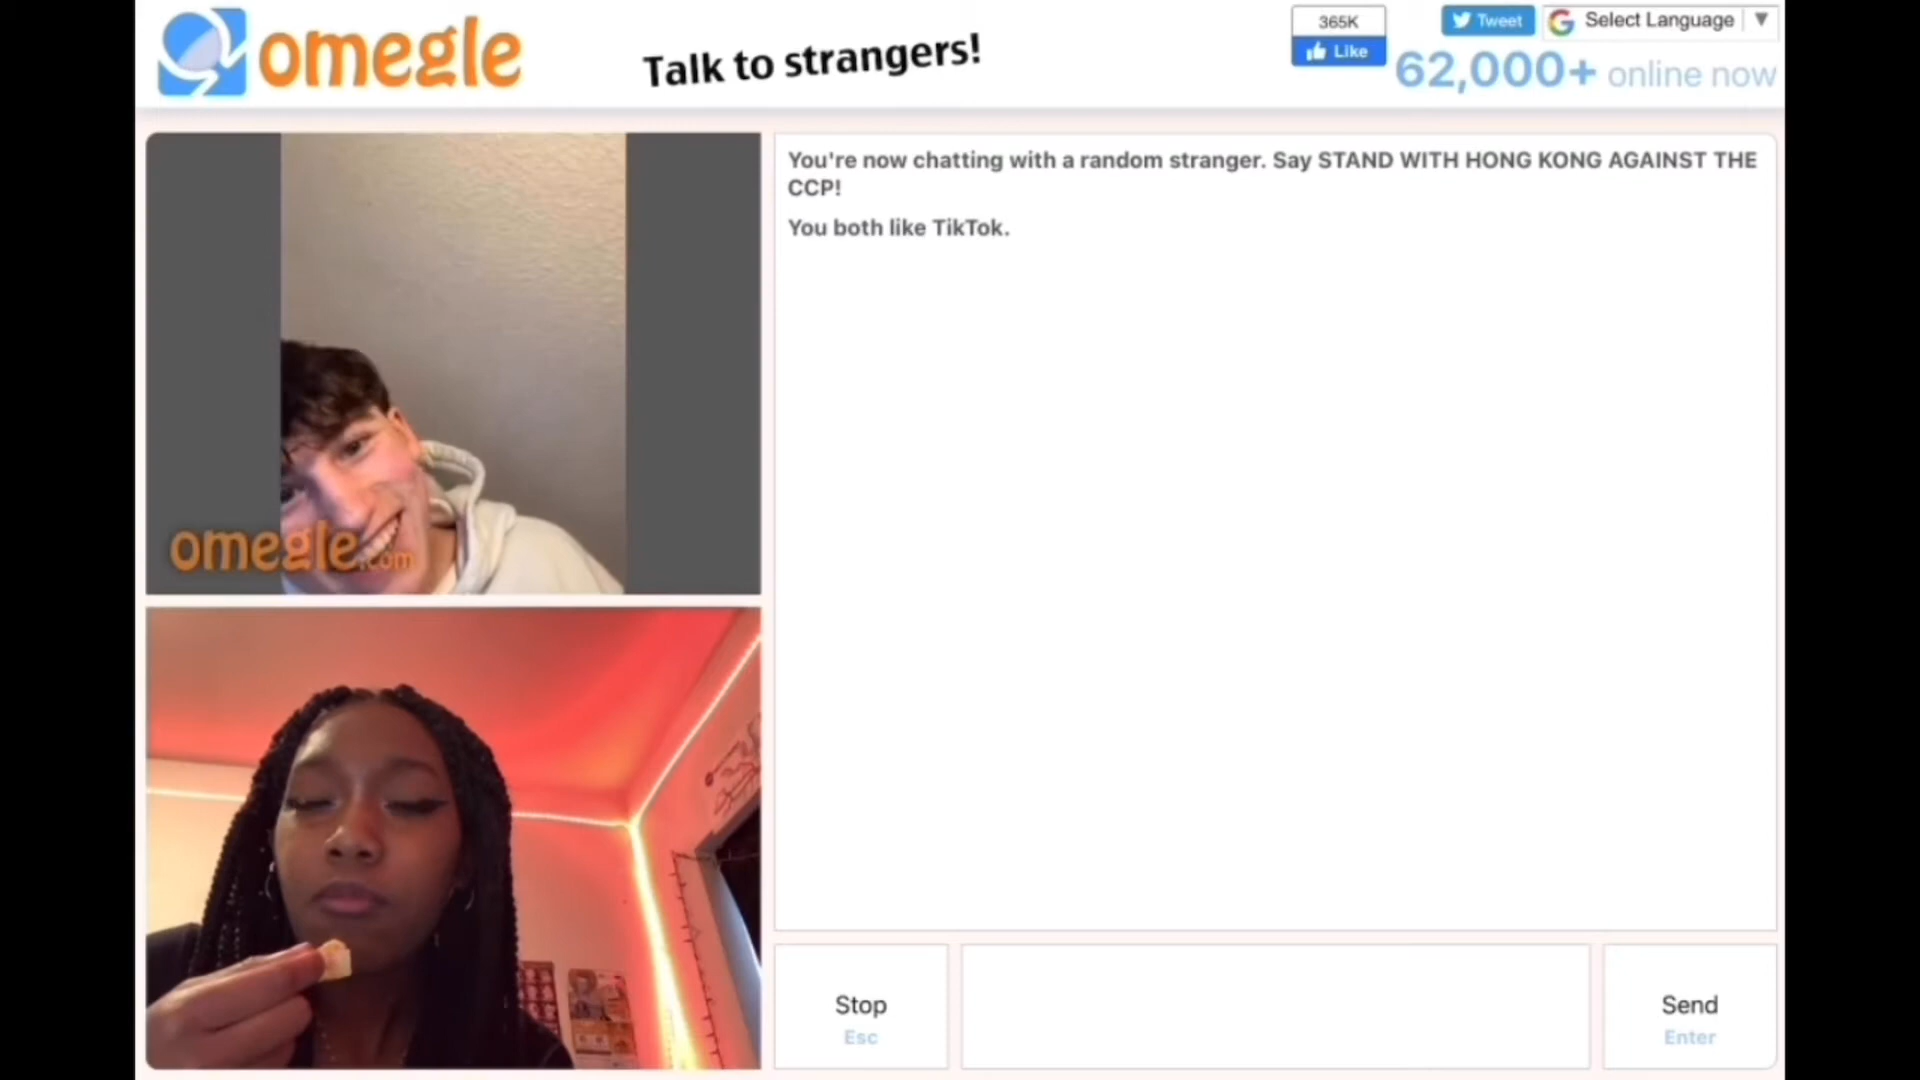 omegle
Talk to strangers!
365K
Like
Tweet
Select Language
62,000+ online now
You're now chatting with a random stranger. Say STAND WITH HONG KONG AGAINST THE
CCP!
You both like TikTok.
omegle.com
Stop
Esc
Send
Enter